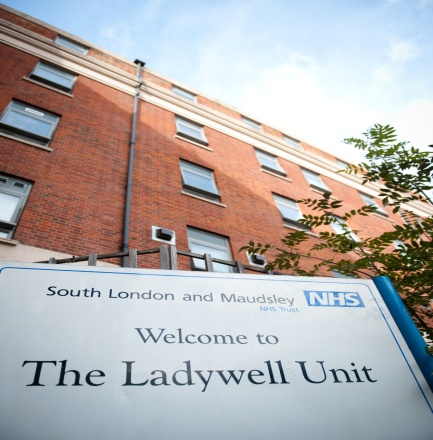 South London and Maudsley NHS
NHS Trust
Welcome to
The Ladywell Unit